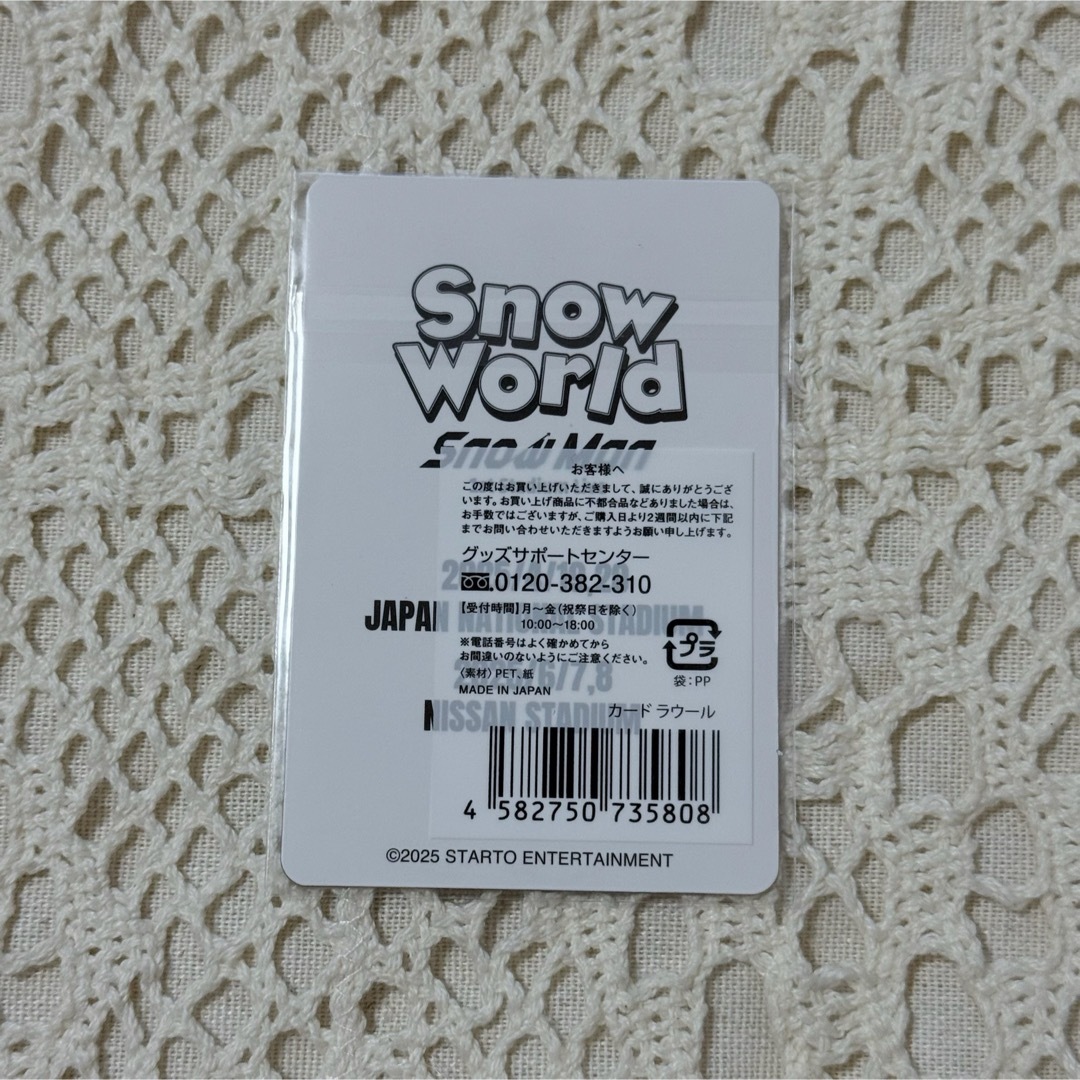 Snow
World
Snow Man
お客様へ
この度はお買い上げいただきまして、誠にありがとうござ
います。お買い上げ商品に不都合品などありました場合は、
お手数ではございますが、ご購入日より2週間以内に下記
までお問い合わせいただきますようお願い申し上げます。
グッズサポートセンター
0120-382-310
【受付時間】月〜金(祝祭日を除く)
10:00〜18:00
JAPAN NATIONAL STADIUM
※電話番号はよく確かめてから
お間違いのないようにご注意ください。
〈素材〉PET、紙
MADE IN JAPAN
プラ
袋:PP
NISSAN STADIUM
カード ラウール
4 582750 735808
©2025 STARTO ENTERTAINMENT